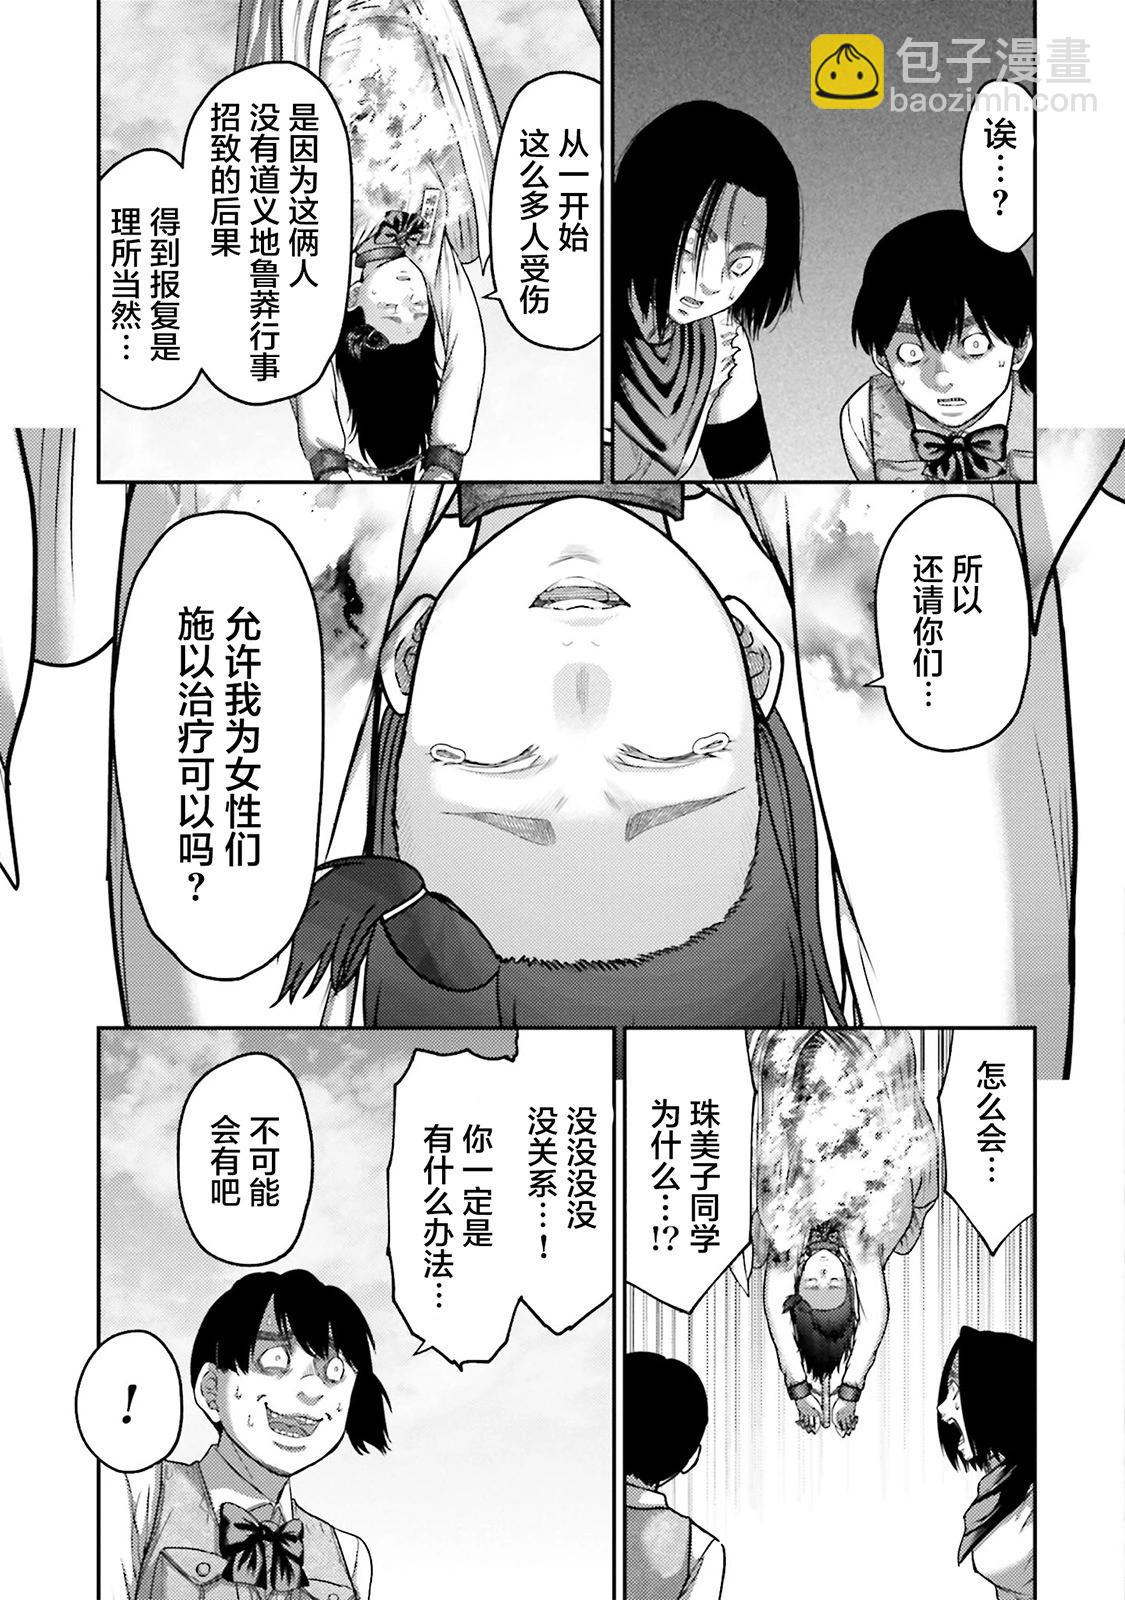 包子漫畫
baozimh.com
诶…?
从一开始
这么多人受伤
是因为这俩人
没有道义地鲁莽行事
招致的后果
得到报复是
理所当然…
所以
还请你们…
允许我为女性们
施以治疗可以吗?
怎么会…
珠美子同学
为什么…!?
没没没没
没关系…!
你一定是
有什么办法…
不可能
会有吧
!